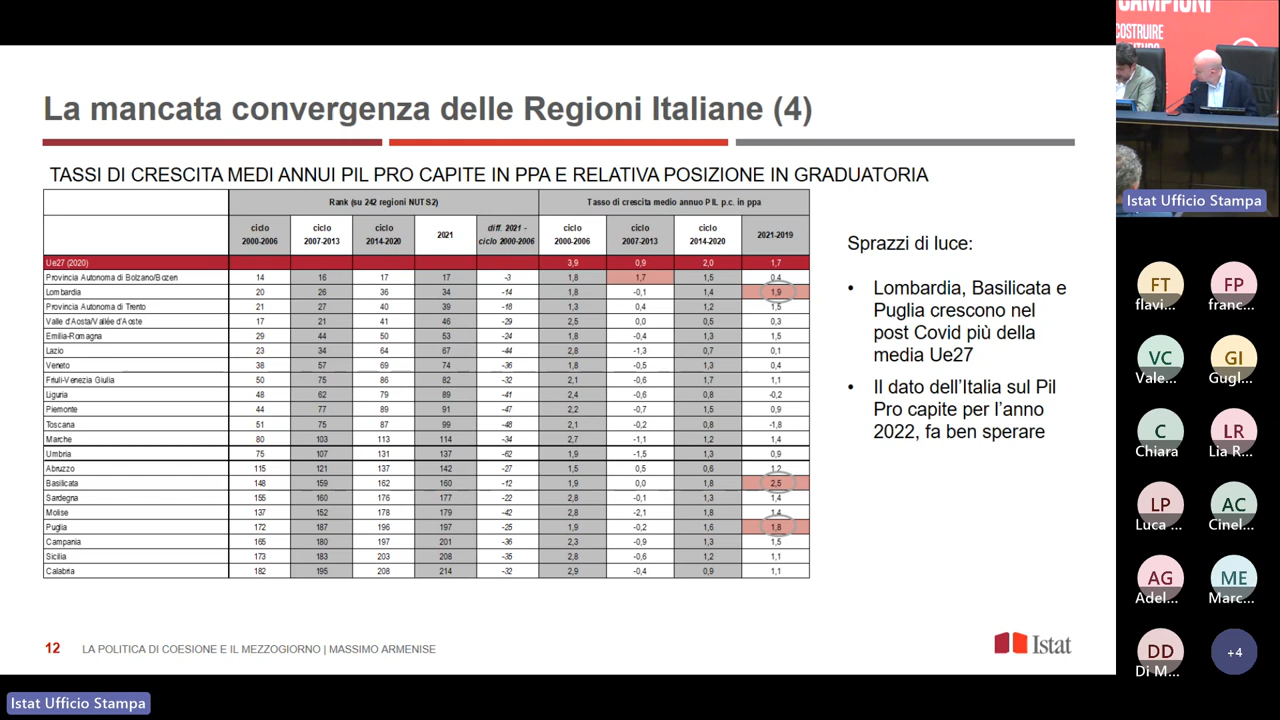 La mancata convergenza delle Regioni Italiane (4)
TASSI DI CRESCITA MEDI ANNUI PIL PRO CAPITE IN PPA E RELATIVA POSIZIONE IN GRADUATORIA
Rank (su 242 regioni NUTS2) Tasso di crescita medio annuo PIL p.c. in ppa
ciclo 2000-2006 ciclo 2007-2013 ciclo 2014-2020 2021 diff. 2021 - ciclo 2000-2006 ciclo 2000-2006 ciclo 2007-2013 ciclo 2014-2020 2021-2019
Ue27 (2020) 3,9 0,9 2,0 1,7
Provincia Autonoma di Bolzano/Bozen 14 16 17 17 -3 1,8 1,7 1,5 0,4
Lombardia 20 26 36 34 -14 1,8 -0,1 1,4 1,9
Provincia Autonoma di Trento 21 27 40 39 -18 1,3 0,4 1,2 1,5
Valle d'Aosta/Vallée d'Aoste 17 21 41 46 -29 2,5 0,0 0,5 0,3
Emilia-Romagna 29 44 50 53 -24 1,8 -0,4 1,3 1,5
Lazio 23 34 64 67 -44 2,8 -1,3 0,7 0,1
Veneto 38 57 69 74 -36 1,8 -0,5 1,3 0,4
Friuli-Venezia Giulia 50 75 86 82 -32 2,1 -0,6 1,7 1,1
Liguria 48 62 79 89 -41 2,4 -0,6 0,8 -0,2
Piemonte 44 77 89 91 -47 2,2 -0,7 1,5 0,9
Toscana 51 75 87 99 -48 2,1 -0,2 0,8 -1,8
Marche 80 103 113 114 -34 2,7 -1,1 1,2 1,4
Umbria 75 107 131 137 -62 1,9 -1,5 1,3 0,9
Abruzzo 115 121 137 142 -27 1,5 0,5 0,6 1,2
Basilicata 148 159 162 160 -12 1,9 0,0 1,8 2,5
Sardegna 155 160 176 177 -22 2,8 -0,1 1,3 1,4
Molise 137 152 178 179 -42 2,8 -2,1 1,8 1,4
Puglia 172 187 196 197 -25 1,9 -0,2 1,6 1,8
Campania 165 180 197 201 -36 2,3 -0,9 1,3 1,5
Sicilia 173 183 203 208 -35 2,8 -0,6 1,2 1,1
Calabria 182 195 208 214 -32 2,9 -0,4 0,9 1,1
Sprazzi di luce:
• Lombardia, Basilicata e
Puglia crescono nel
post Covid più della
media Ue27
• Il dato dell'Italia sul Pil
Pro capite per l'anno
2022, fa ben sperare
12 LA POLITICA DI COESIONE E IL MEZZOGIORNO | MASSIMO ARMENISE
Istat
Istat Ufficio Stampa
CAMPIONI
COSTRUIRE
Istat Ufficio Stampa
FT FP
flavi... franc...
VC GI
Vale... Gugl...
C LR
Chiara Lia R...
LP AC
Luca ... Cinel...
AG ME
Adel... Marc...
DD +4
Di M...